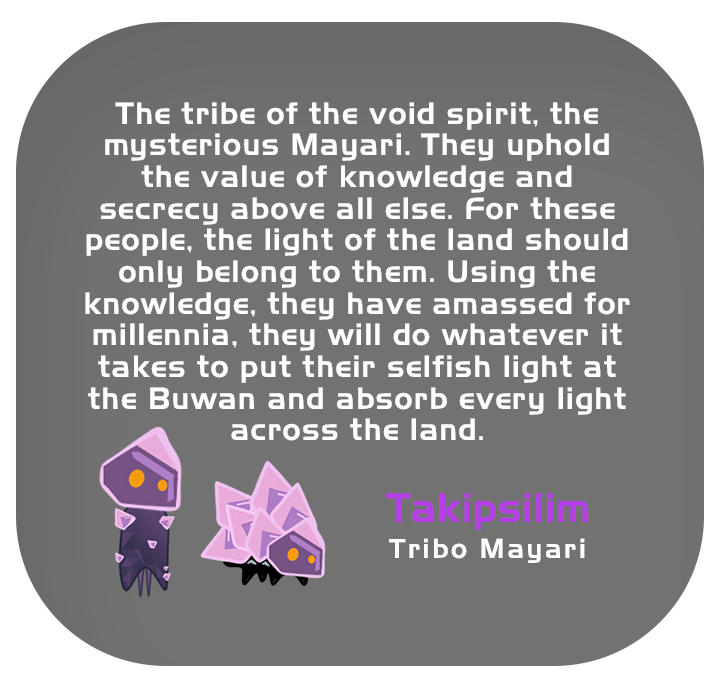 The tribe of the void spirit, the
mysterious Mayari. They uphold
the value of knowledge and
secrecy above all else. For these
people, the light of the land should
only belong to them. Using the
knowledge, they have amassed for
millennia, they will do whatever it
takes to put their selfish light at
the Buwan and absorb every light
across the land.
Takipsilim
Tribo Mayari